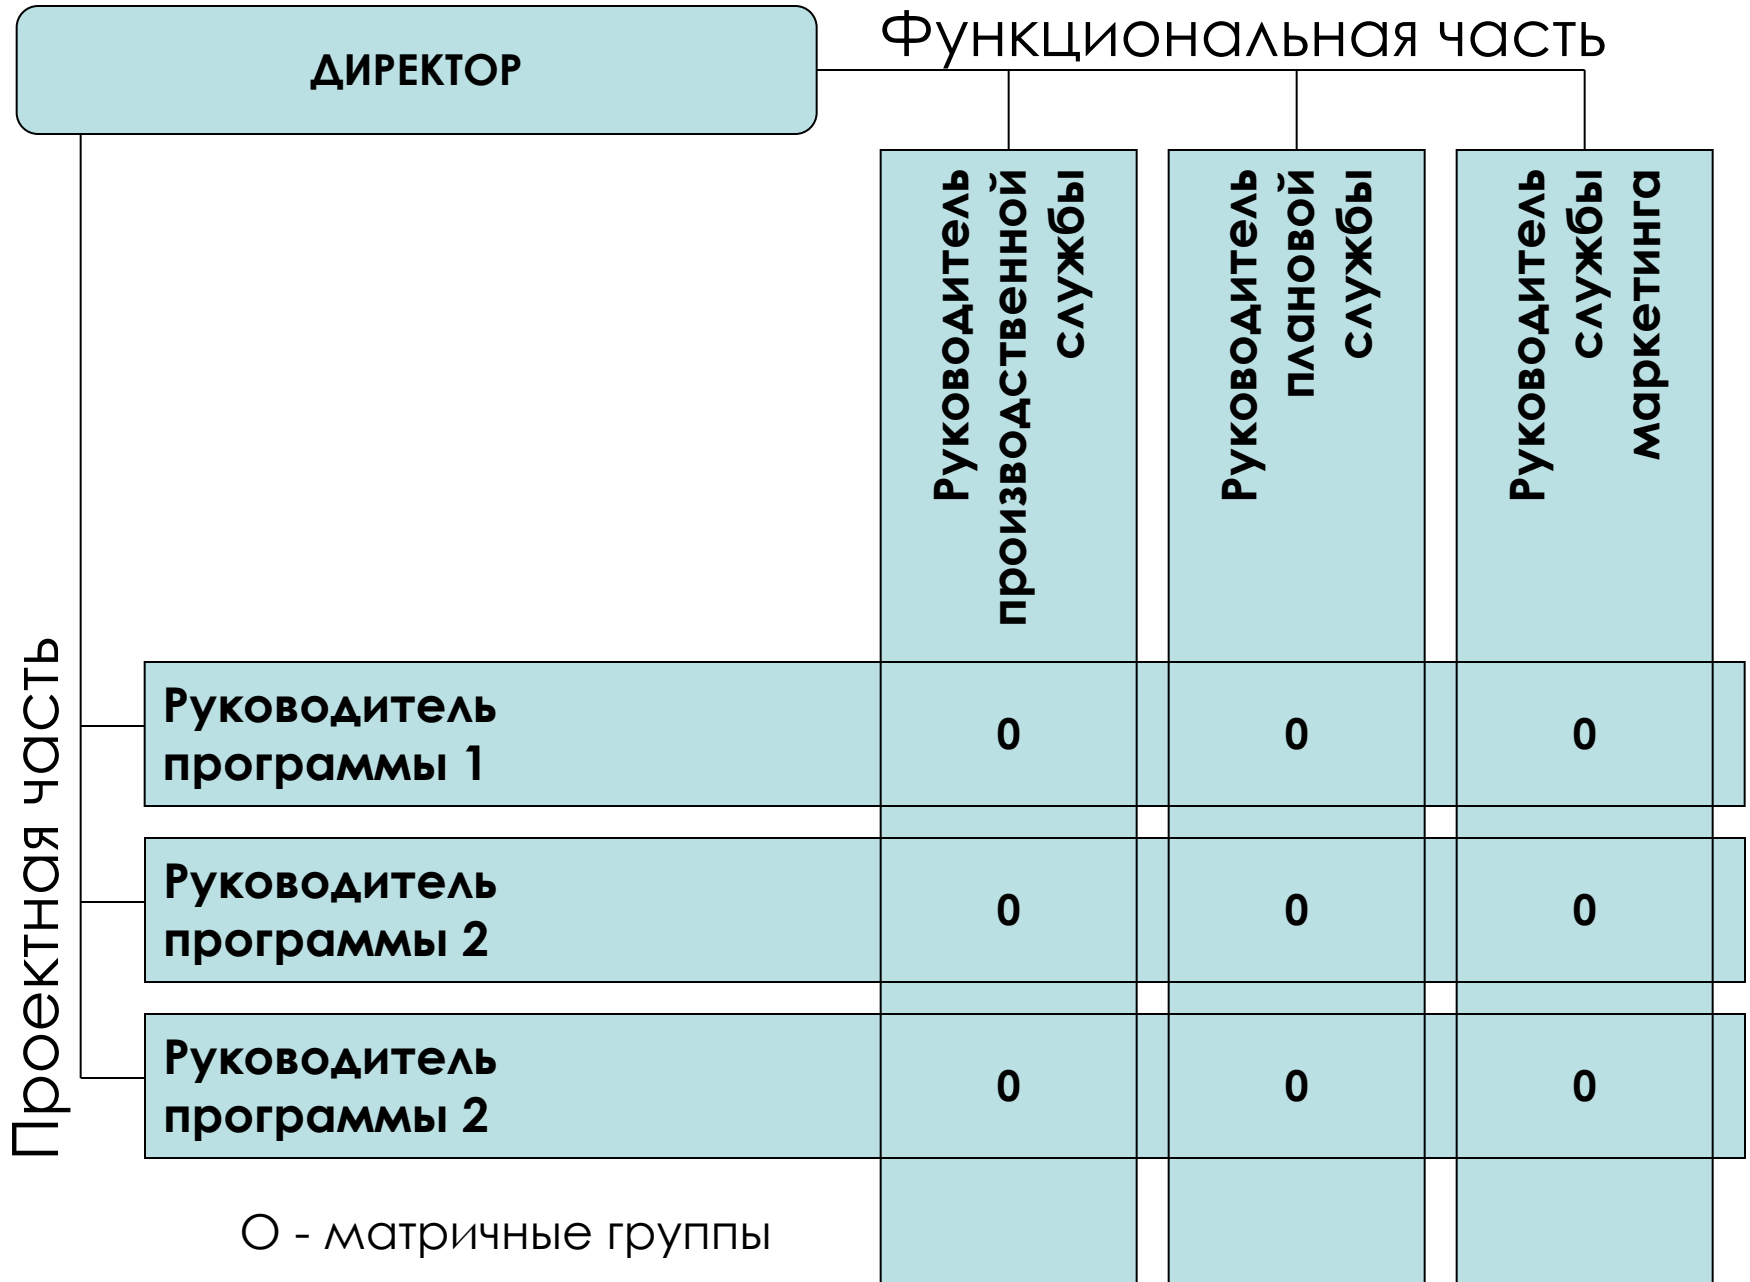 ДИРЕКТОР
Функциональная часть
Руководитель
производственной
службы
Руководитель
плановой
службы
Руководитель
службы
маркетинга
Проектная часть
Руководитель
программы 1
0 0 0
Руководитель
программы 2
0 0 0
Руководитель
программы 2
0 0 0
О - матричные группы